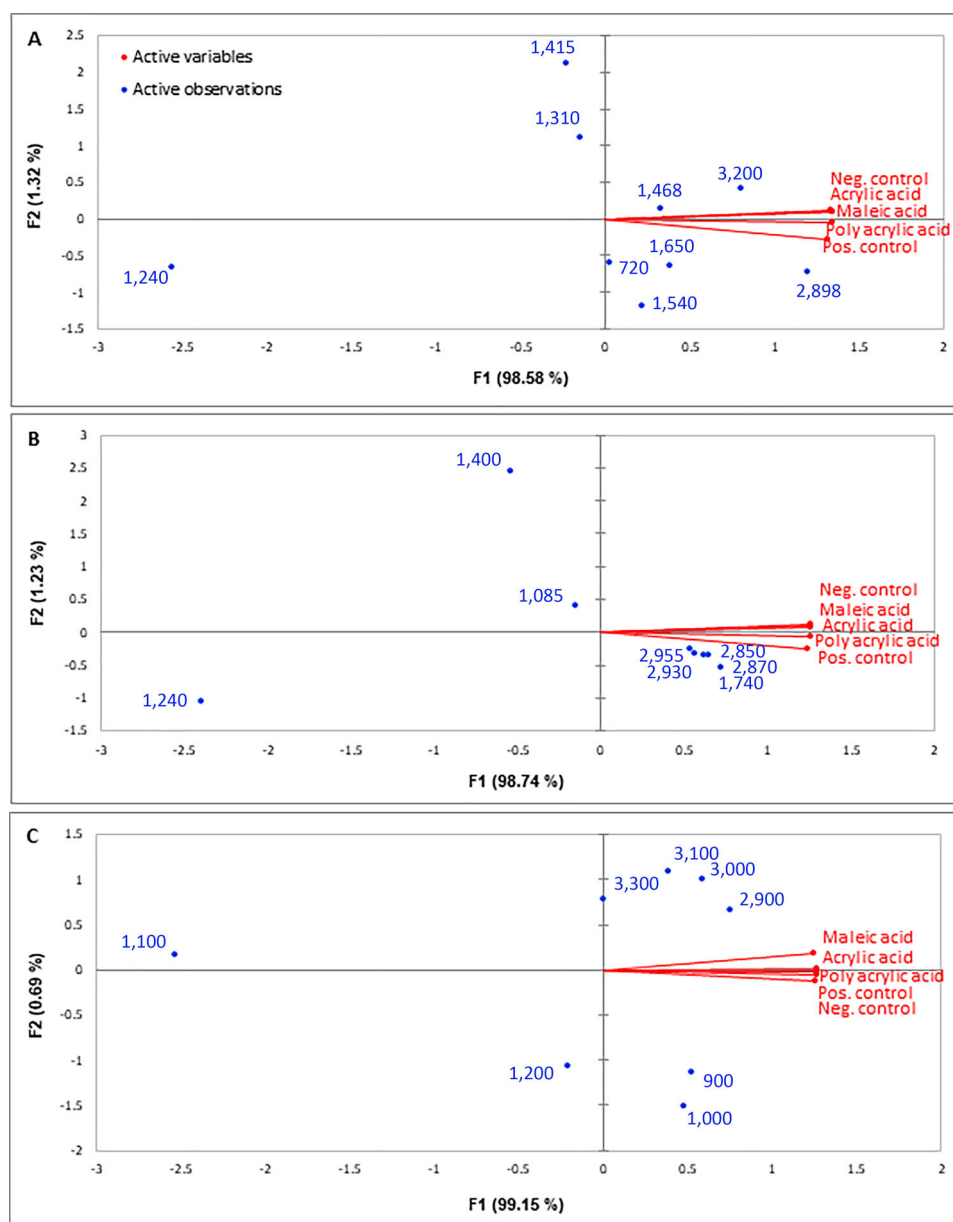 A
Active variables
Active observations
1,415
1,310
3,200
1,468
1,650
720
1,540
2,898
1,240
Neg. control
Acrylic acid
Maleic acid
Poly acrylic acid
Pos. control
F2 (1.32 %)
2.5
2
1.5
1
0.5
0
-0.5
-1
-1.5
-3 -2.5 -2 -1.5 -1 -0.5 0 0.5 1 1.5 2
F1 (98.58 %)
B
1,400
1,085
1,240
2,955
2,930
2,850
2,870
1,740
Neg. control
Maleic acid
Acrylic acid
Poly acrylic acid
Pos. control
F2 (1.23 %)
3
2.5
2
1.5
1
0.5
0
-0.5
-1
-1.5
-3 -2.5 -2 -1.5 -1 -0.5 0 0.5 1 1.5 2
F1 (98.74 %)
C
3,100
3,000
3,300
2,900
1,100
1,200
900
1,000
Maleic acid
Acrylic acid
Poly acrylic acid
Pos. control
Neg. control
F2 (0.69 %)
1.5
1
0.5
0
-0.5
-1
-1.5
-2
-3 -2.5 -2 -1.5 -1 -0.5 0 0.5 1 1.5 2
F1 (99.15 %)